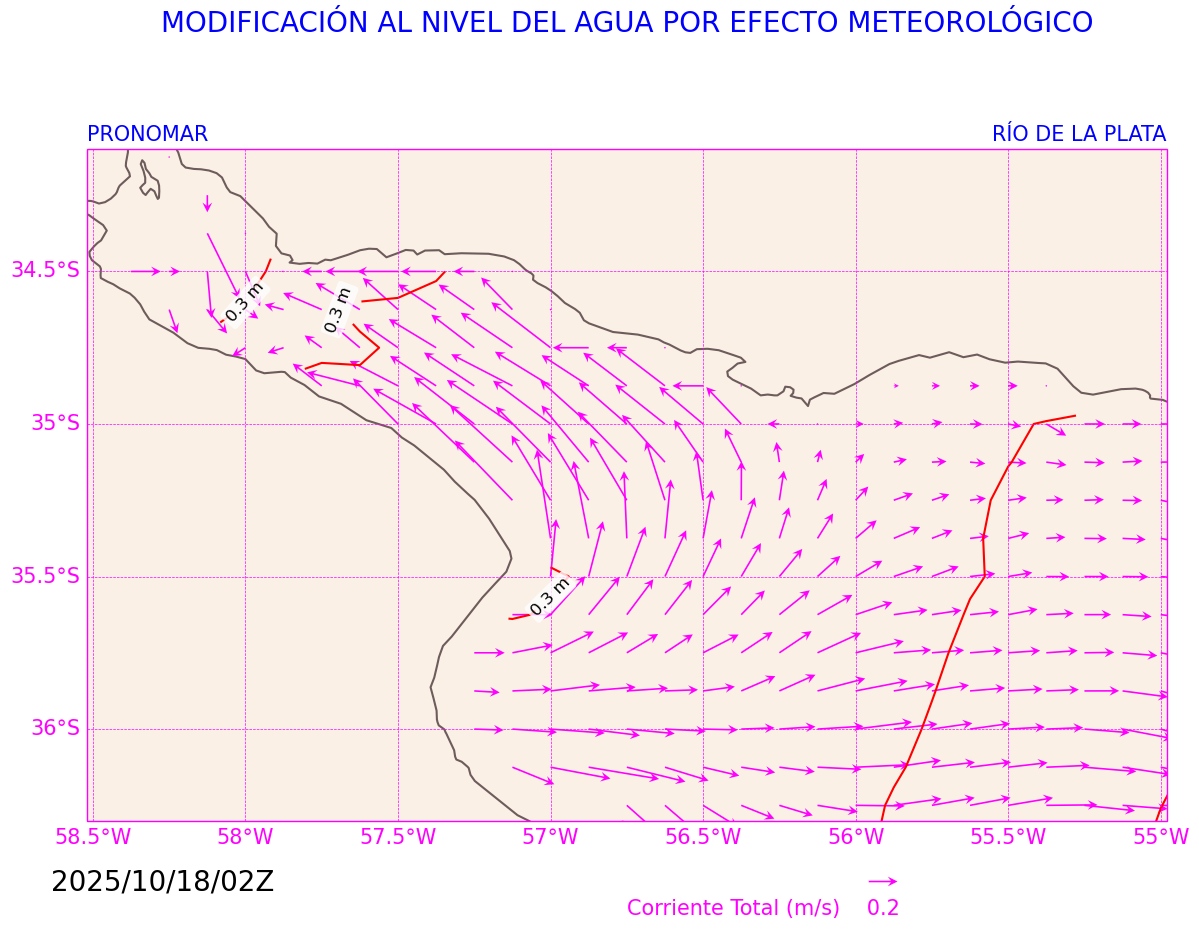 MODIFICACIÓN AL NIVEL DEL AGUA POR EFECTO METEOROLÓGICO
PRONOMAR
RÍO DE LA PLATA
34.5°S
35°S
35.5°S
36°S
0.3 m
0.3 m
0.3 m
58.5°W
58°W
57.5°W
57°W
56.5°W
56°W
55.5°W
55°W
2025/10/18/02Z
Corriente Total (m/s)
0.2